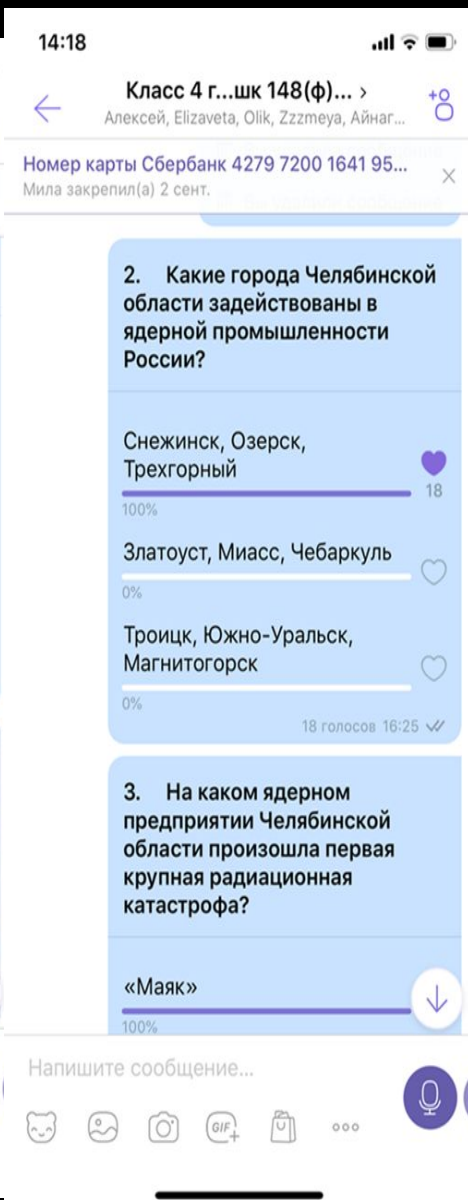 14:18
Класс 4 г...шк 148(ф)... >
Алексей, Elizaveta, Olik, Zzzmeya, Айнаг...
Номер карты Сбербанк 4279 7200 1641 95...
Мила закрепил(а) 2 сент.
2. Какие города Челябинской
области задействованы в
ядерной промышленности
России?
Снежинск, Озерск,
Трехгорный
18
100%
Златоуст, Миасс, Чебаркуль
0%
Троицк, Южно-Уральск,
Магнитогорск
0%
18 голосов 16:25
3. На каком ядерном
предприятии Челябинской
области произошла первая
крупная радиационная
катастрофа?
«Маяк»
100%
Напишите сообщение...
GIF